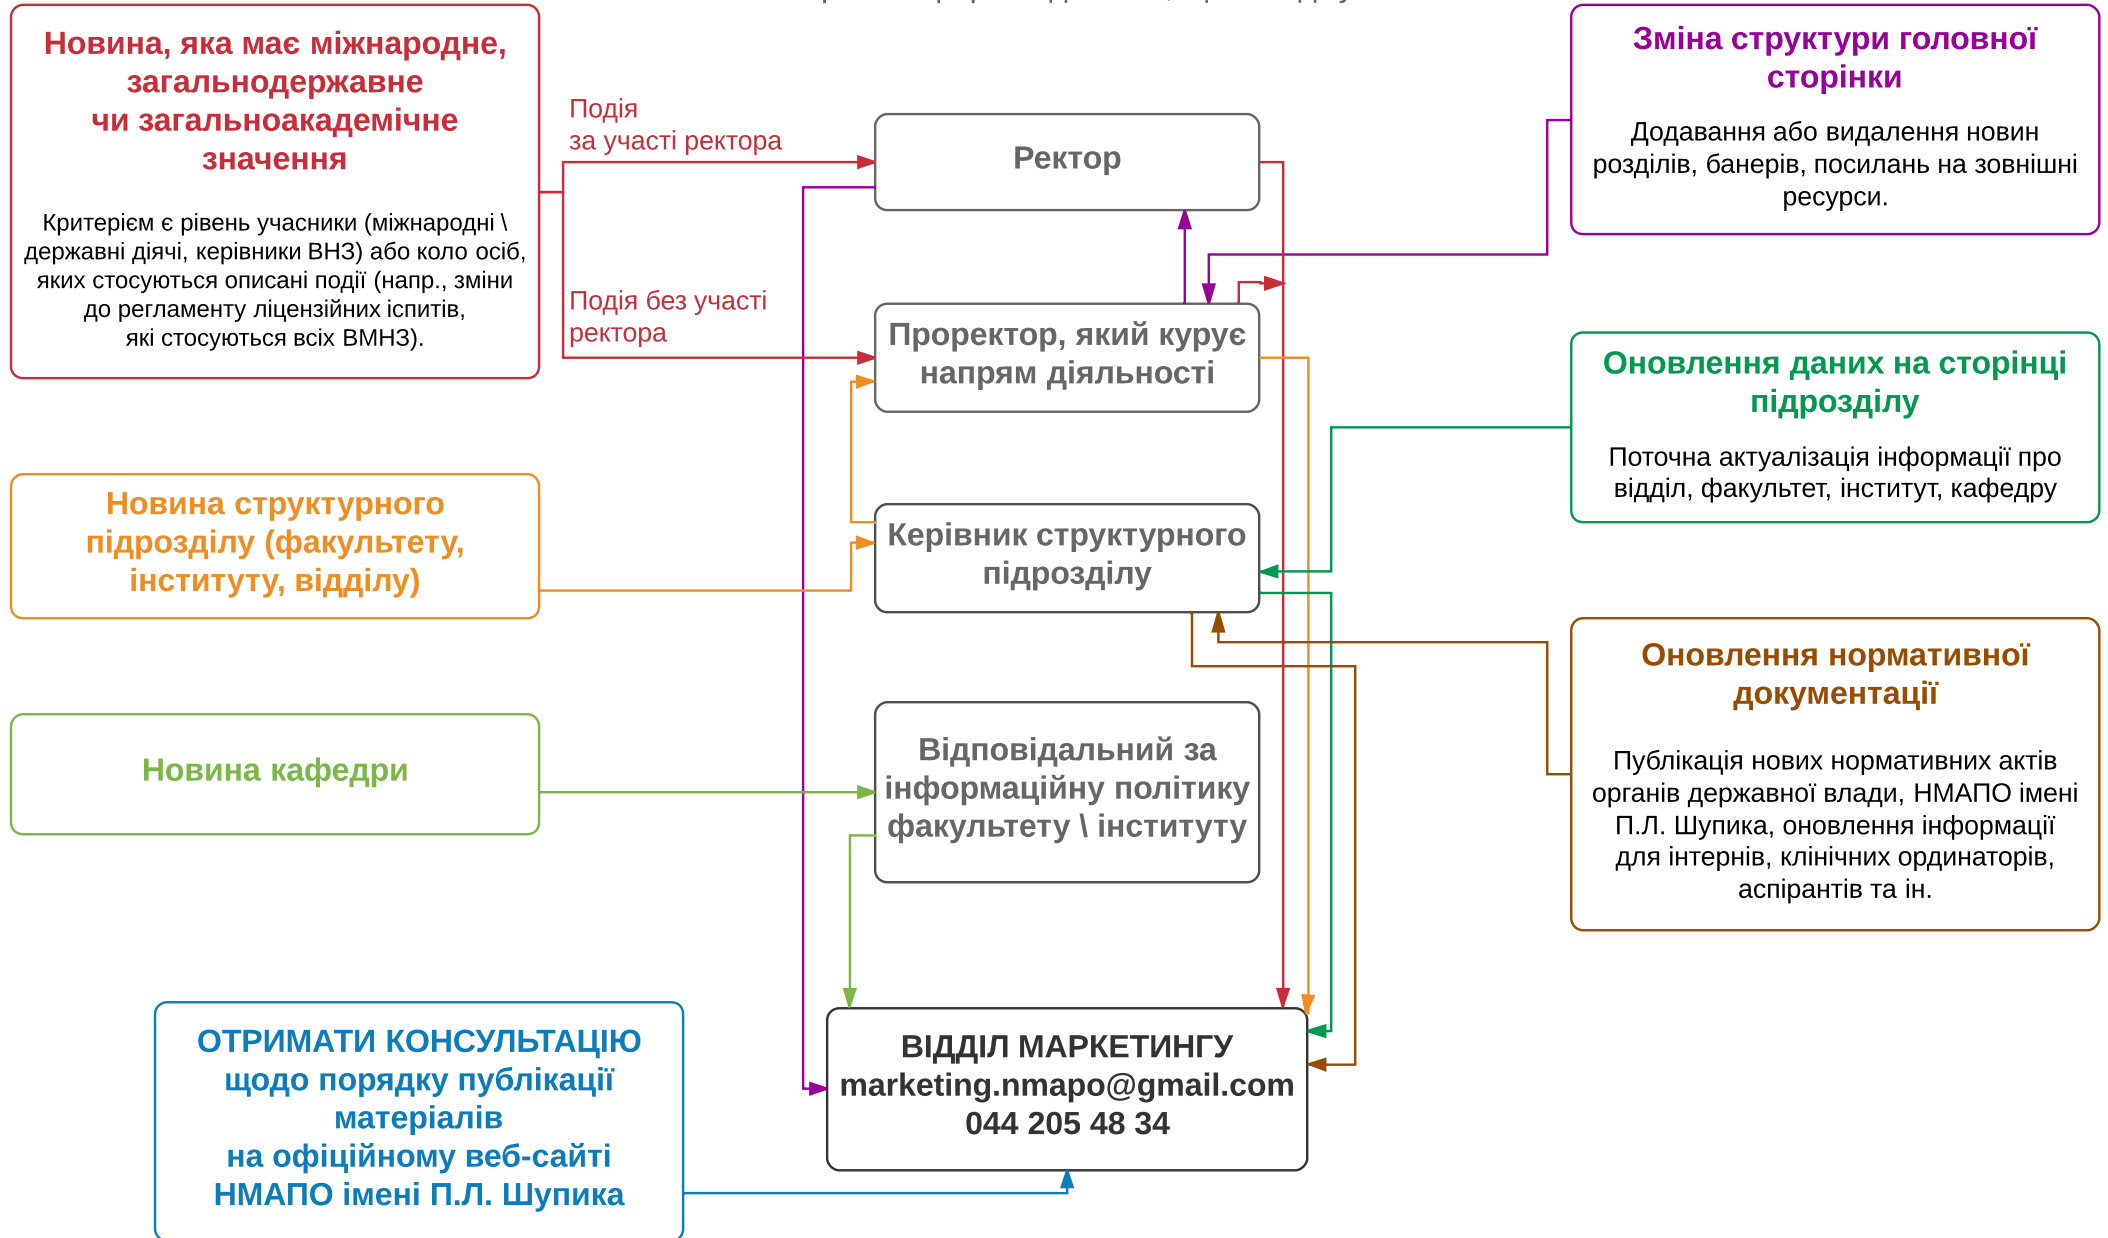 Новина, яка має міжнародне,
загальнодержавне
чи загальноакадемічне
значення
Критерієм є рівень учасники (міжнародні \
державні діячі, керівники ВНЗ) або коло осіб,
яких стосуються описані події (напр., зміни
до регламенту ліцензійних іспитів,
які стосуються всіх ВМНЗ).
Подія
за участі ректора
Подія без участі
ректора
Новина структурного
підрозділу (факультету,
інституту, відділу)
Новина кафедри
ОТРИМАТИ КОНСУЛЬТАЦІЮ
щодо порядку публікації
матеріалів
на офіційному веб-сайті
НМАПО імені П.Л. Шупика
Ректор
Проректор, який курує
напрям діяльності
Керівник структурного
підрозділу
Відповідальний за
інформаційну політику
факультету \ інституту
ВІДДІЛ МАРКЕТИНГУ
marketing.nmapo@gmail.com
044 205 48 34
Зміна структури головної
сторінки
Додавання або видалення новин
розділів, банерів, посилань на зовнішні
ресурси.
Оновлення даних на сторінці
підрозділу
Поточна актуалізація інформації про
відділ, факультет, інститут, кафедру
Оновлення нормативної
документації
Публікація нових нормативних актів
органів державної влади, НМАПО імені
П.Л. Шупика, оновлення інформації
для інтернів, клінічних ординаторів,
аспірантів та ін.